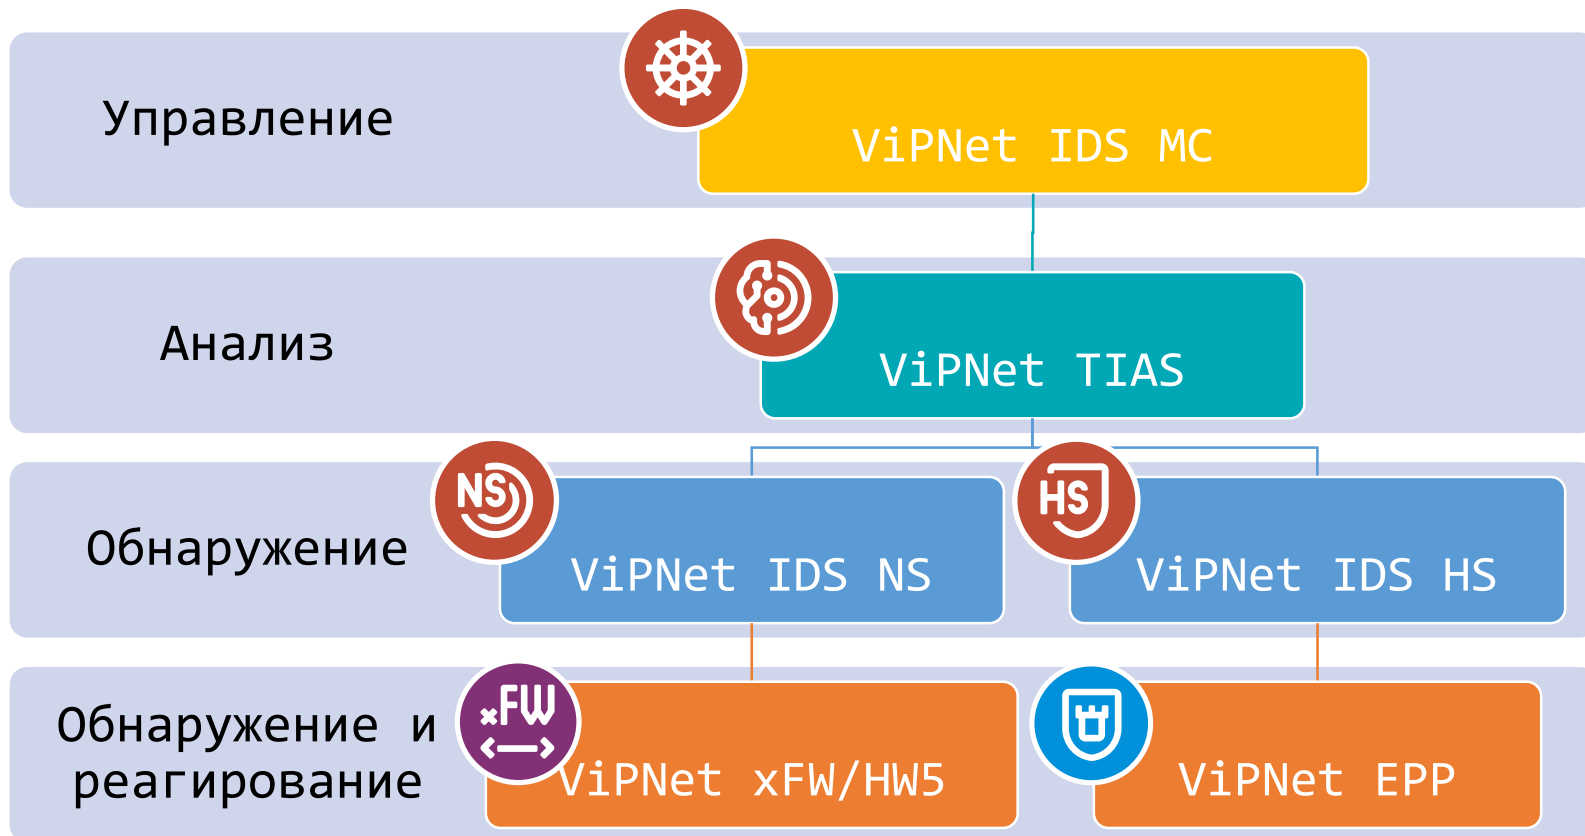 Управление
ViPNet IDS MC
Анализ
ViPNet TIAS
NS
HS
Обнаружение
ViPNet IDS NS
ViPNet IDS HS
xFW
Обнаружение и
реагирование
ViPNet xFW/HW5
ViPNet EPP